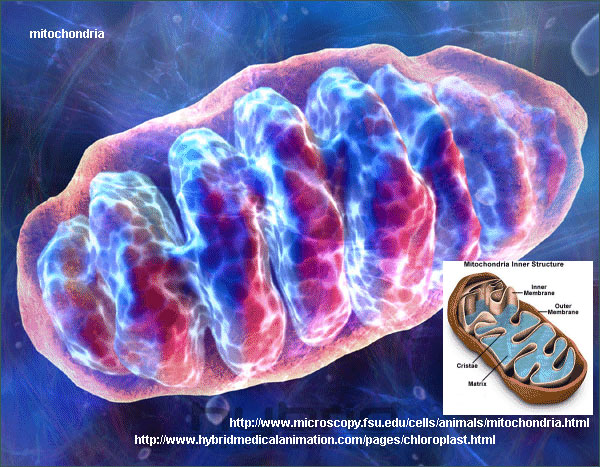 mitochondria
Mitochondria Inner Structure
Inner
Membrane
Outer
Membrane
Cristae
Matrix
http://www.microscopy.fsu.edu/cells/animals/mitochondria.html
http://www.hybridmedicalanimation.com/pages/chloroplast.html